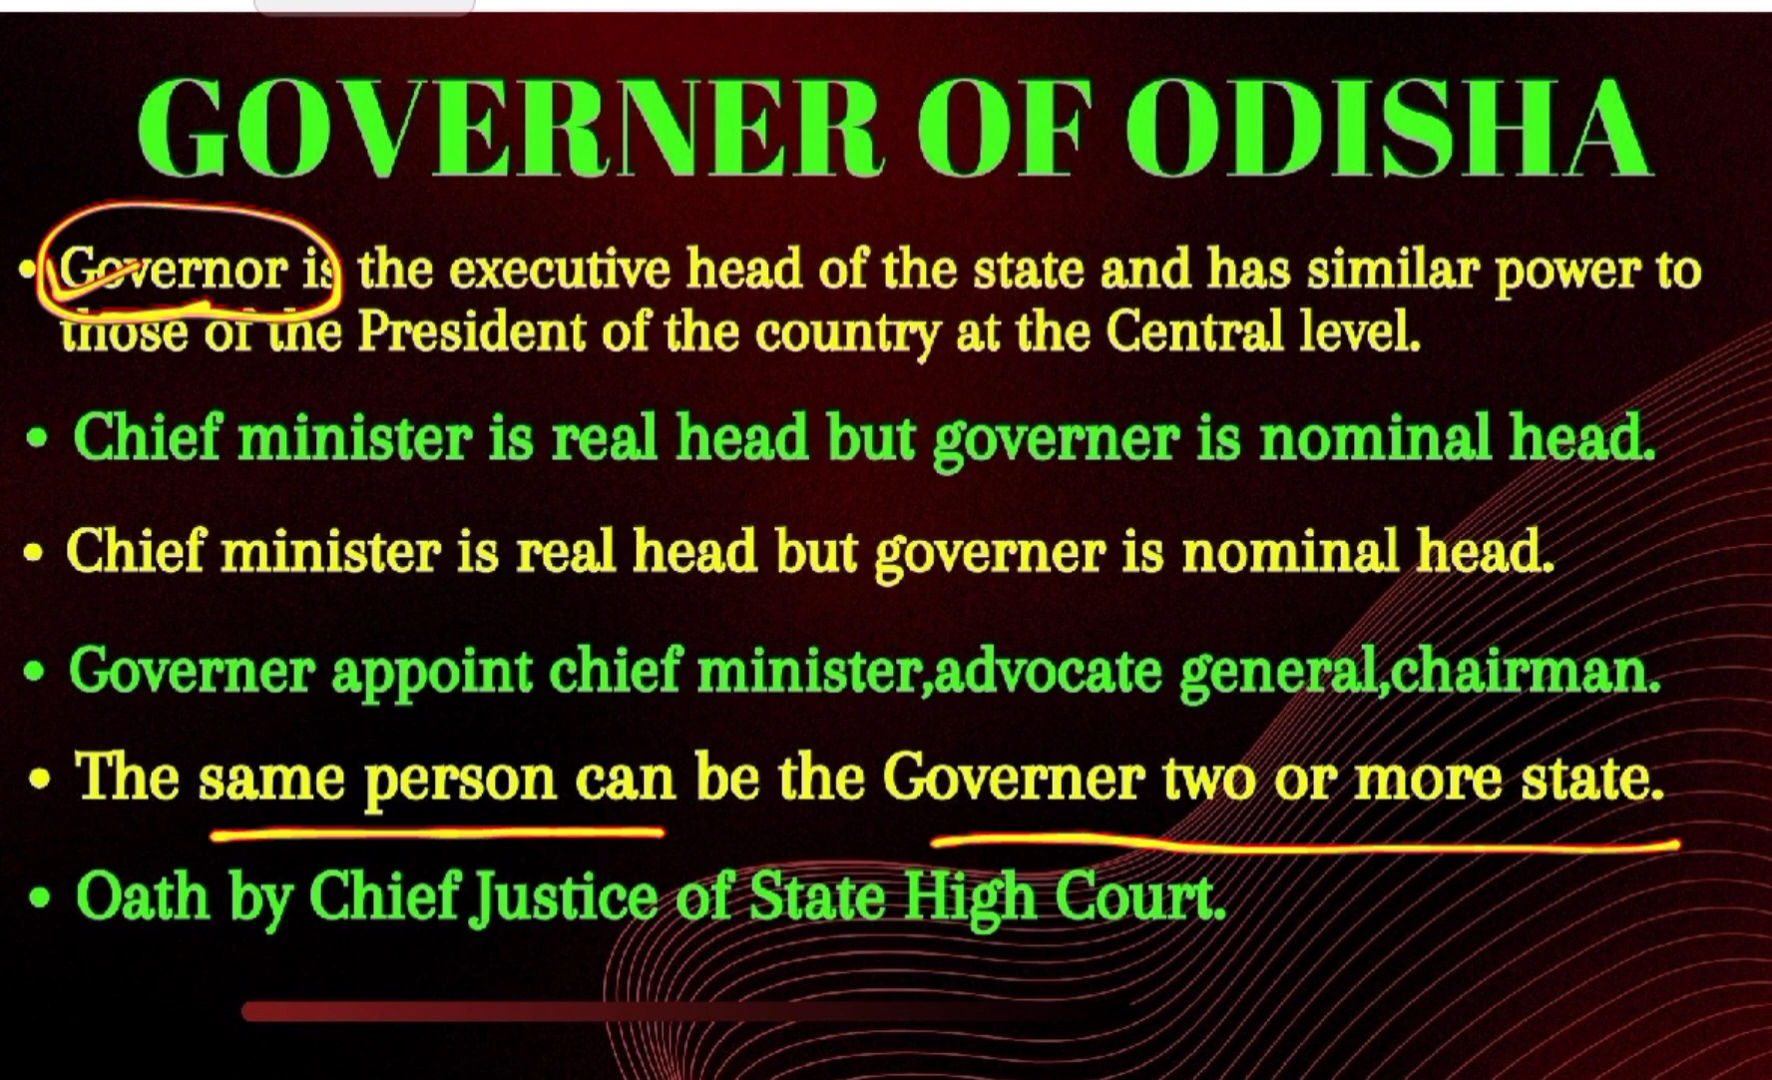 GOVERNER OF ODISHA
• Governor is the executive head of the state and has similar power to
those of the President of the country at the Central level.
• Chief minister is real head but governer is nominal head.
• Chief minister is real head but governer is nominal head.
• Governer appoint chief minister,advocate general,chairman.
• The same person can be the Governer two or more state.
• Oath by Chief Justice of State High Court.